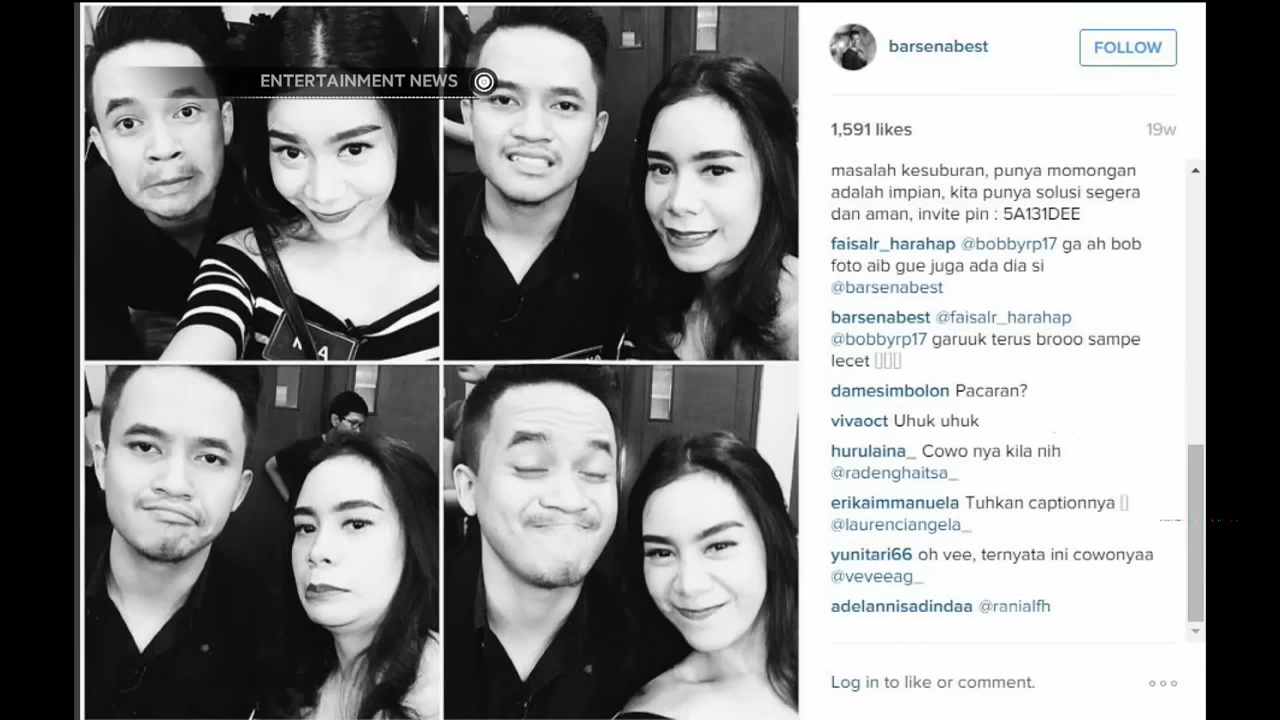 ENTERTAINMENT NEWS
barsenabest
FOLLOW
1,591 likes
19w
masalah kesuburan, punya momongan
adalah impian, kita punya solusi segera
dan aman, invite pin : 5A131DEE
faisalr_harahap @bobbyrp17 ga ah bob
foto aib gue juga ada dia si
@barsenabest
barsenabest @faisalr_harahap
@bobbyrp17 garuuk terus brooo sampe
lecet
damesimbolon Pacaran?
vivaoct Uhuk uhuk
hurulaina_ Cowo nya kila nih
@radenghaitsa_
erikaimmanuela Tuhkan captionnya
@laurenciangela_
yunitari66 oh vee, ternyata ini cowonyaa
@veveeag_
adelannisadindaa @ranialfh
Log in to like or comment.